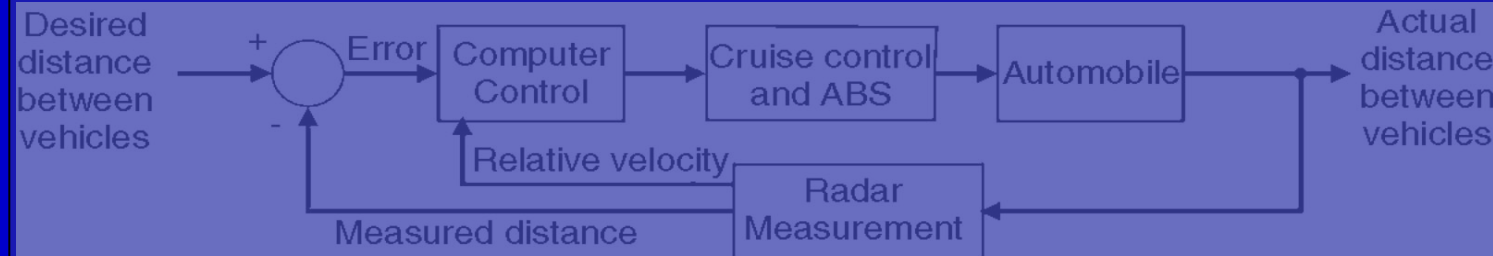 Desired
distance
between
vehicles
+
-
Error
Computer
Control
Cruise control
and ABS
Automobile
Actual
distance
between
vehicles
Relative velocity
Radar
Measurement
Measured distance